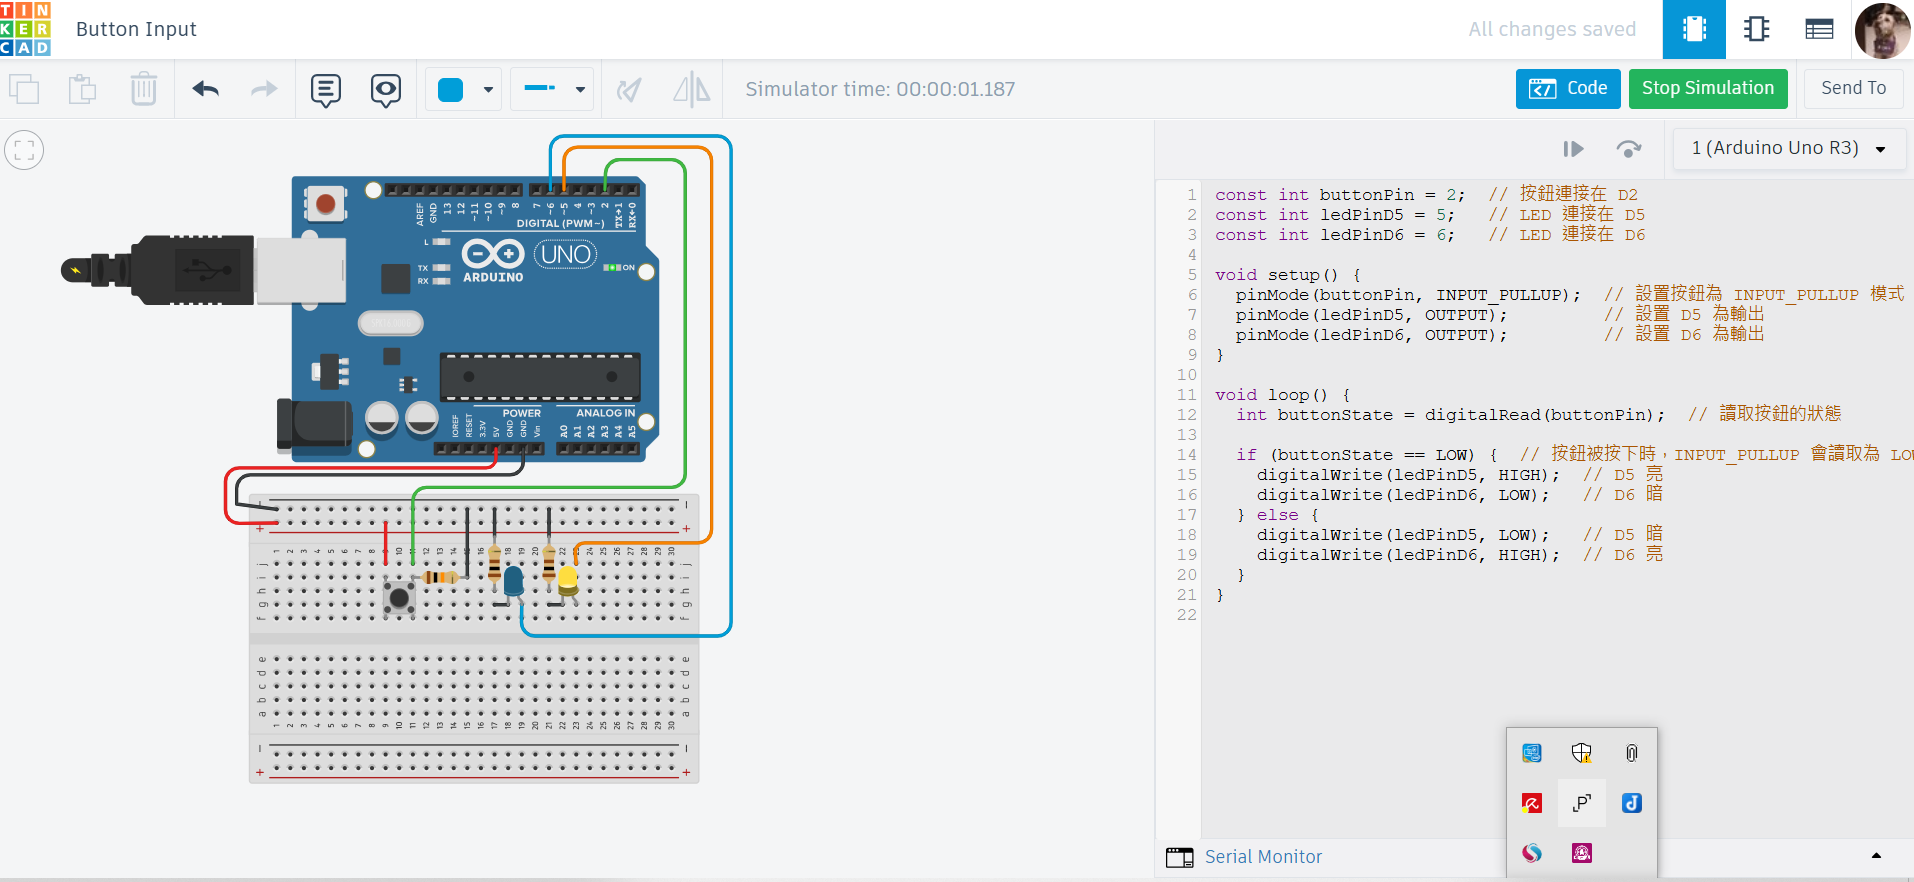 TINKERCAD
Button Input
All changes saved
Simulator time: 00:00:01.187
Code
Stop Simulation
Send To
1 (Arduino Uno R3)
AREF
GND
13
12
~11
~10
~9
8
7
~6
~5
4
~3
2
TX→1
RX←0
DIGITAL (PWM~)
L
TX
RX
ARDUINO
UNO
ON
IOREF
RESET
3.3V
5V
GND
GND
Vin
POWER
ANALOG IN
A0
A1
A2
A3
A4
A5
1 const int buttonPin = 2;  // 按鈕連接在 D2
2 const int ledPinD5 = 5;   // LED 連接在 D5
3 const int ledPinD6 = 6;   // LED 連接在 D6
4
5 void setup() {
6   pinMode(buttonPin, INPUT_PULLUP);  // 設置按鈕為 INPUT_PULLUP 模式
7   pinMode(ledPinD5, OUTPUT);         // 設置 D5 為輸出
8   pinMode(ledPinD6, OUTPUT);         // 設置 D6 為輸出
9 }
10
11 void loop() {
12   int buttonState = digitalRead(buttonPin);  // 讀取按鈕的狀態
13
14   if (buttonState == LOW) {  // 按鈕被按下時，INPUT_PULLUP 會讀取為 LOW
15     digitalWrite(ledPinD5, HIGH);  // D5 亮
16     digitalWrite(ledPinD6, LOW);   // D6 暗
17   } else {
18     digitalWrite(ledPinD5, LOW);   // D5 暗
19     digitalWrite(ledPinD6, HIGH);  // D6 亮
20   }
21 }
22
Serial Monitor